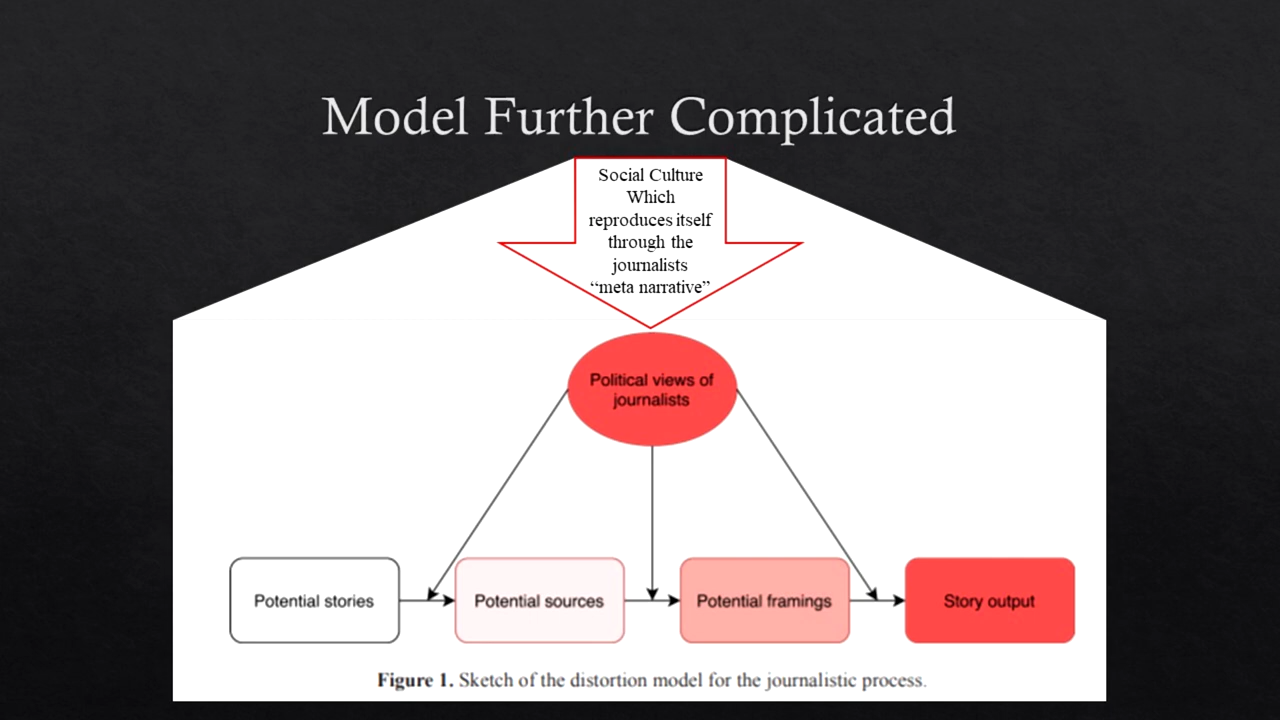 Model Further Complicated
Social Culture
Which
reproduces itself
through the
journalists
“meta narrative”
Political views of
journalists
Potential stories
Potential sources
Potential framings
Story output
Figure 1. Sketch of the distortion model for the journalistic process.